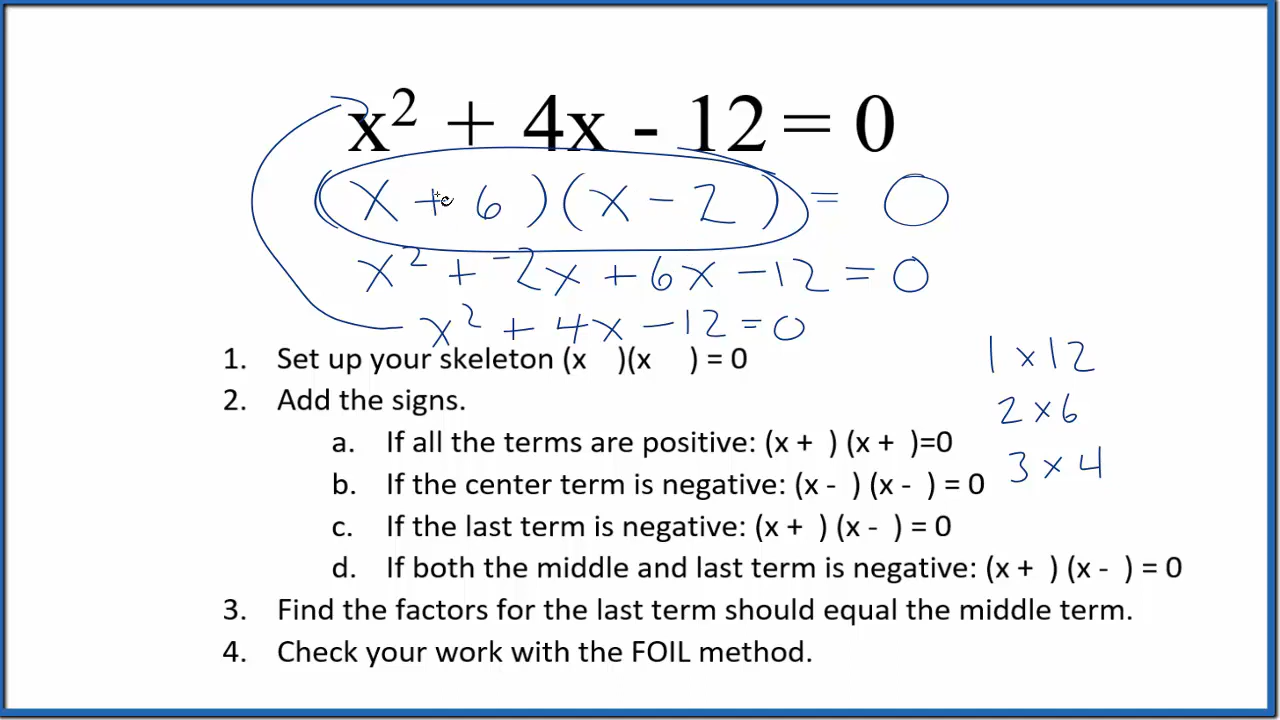 x² + 4x - 12 = 0
(x + 6)(x - 2) = 0
x² + -2x + 6x - 12 = 0
x² + 4x - 12 = 0
1. Set up your skeleton (x   )(x   ) = 0
1 x 12
2. Add the signs.
2 x 6
a. If all the terms are positive: (x +  ) (x +  )=0
3 x 4
b. If the center term is negative: (x -  ) (x -  ) = 0
c. If the last term is negative: (x +  ) (x -  ) = 0
d. If both the middle and last term is negative: (x +  ) (x -  ) = 0
3. Find the factors for the last term should equal the middle term.
4. Check your work with the FOIL method.